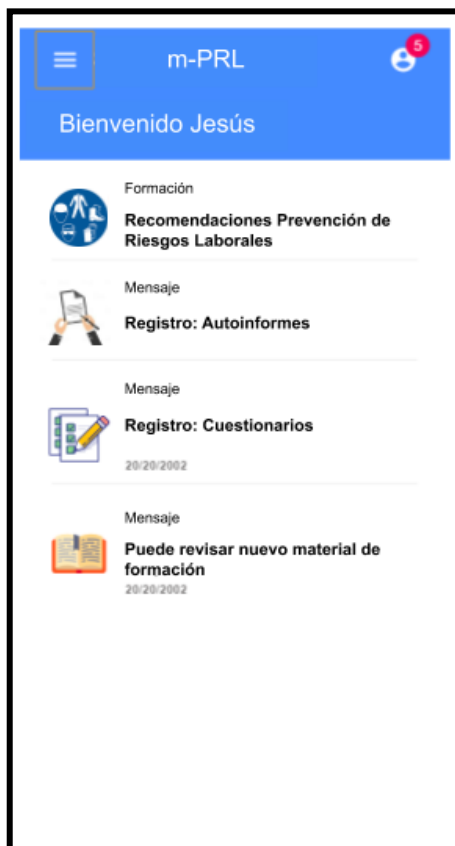 m-PRL
5
Bienvenido Jesús
Formación
Recomendaciones Prevención de
Riesgos Laborales
Mensaje
Registro: Autoinformes
Mensaje
Registro: Cuestionarios
20/20/2002
Mensaje
Puede revisar nuevo material de
formación
20/20/2002